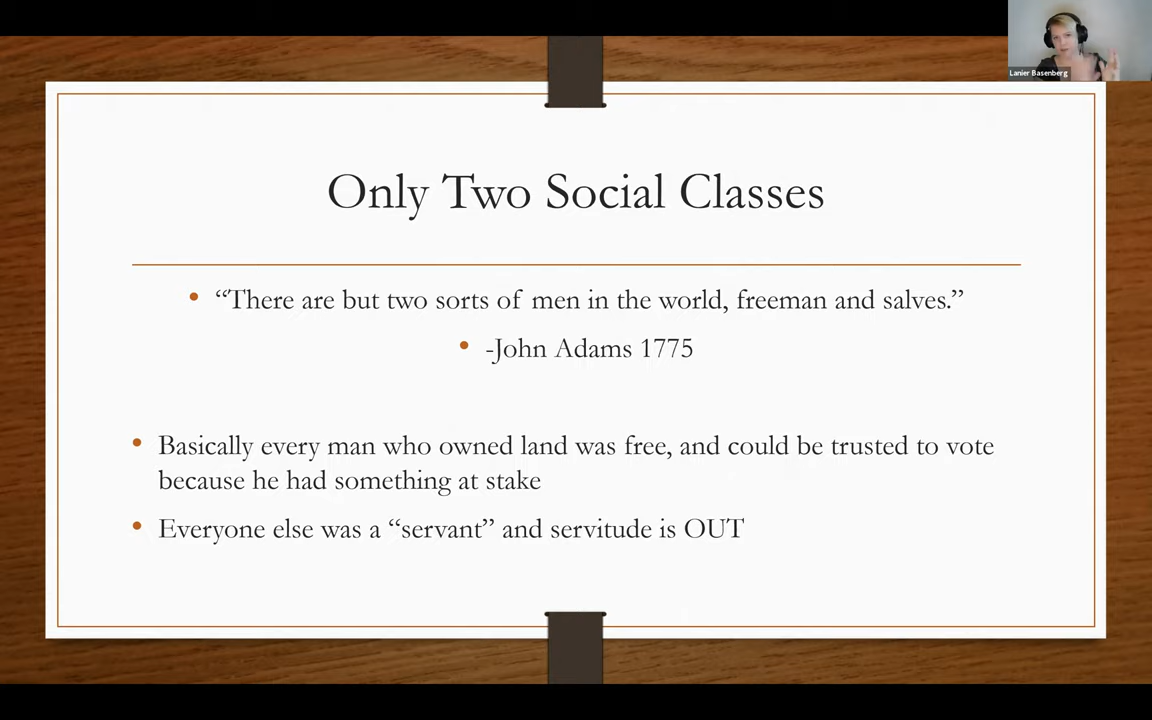 Lanier Basenberg
Only Two Social Classes
• “There are but two sorts of men in the world, freeman and salves.”
• -John Adams 1775
• Basically every man who owned land was free, and could be trusted to vote
because he had something at stake
• Everyone else was a “servant” and servitude is OUT